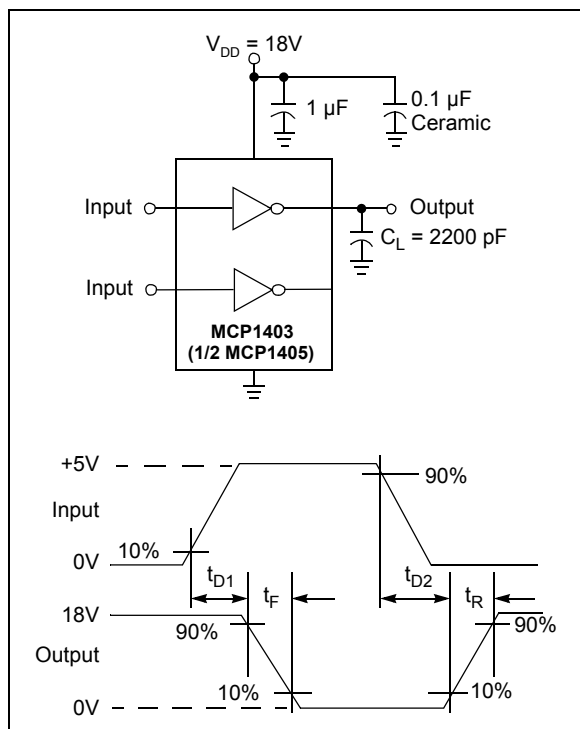 V_DD = 18V
1 µF
0.1 µF
Ceramic
Input
Output
C_L = 2200 pF
Input
MCP1403
(1/2 MCP1405)
+5V
90%
Input
10%
0V
t_D1
t_F
t_D2
t_R
18V
90%
90%
Output
10%
10%
0V